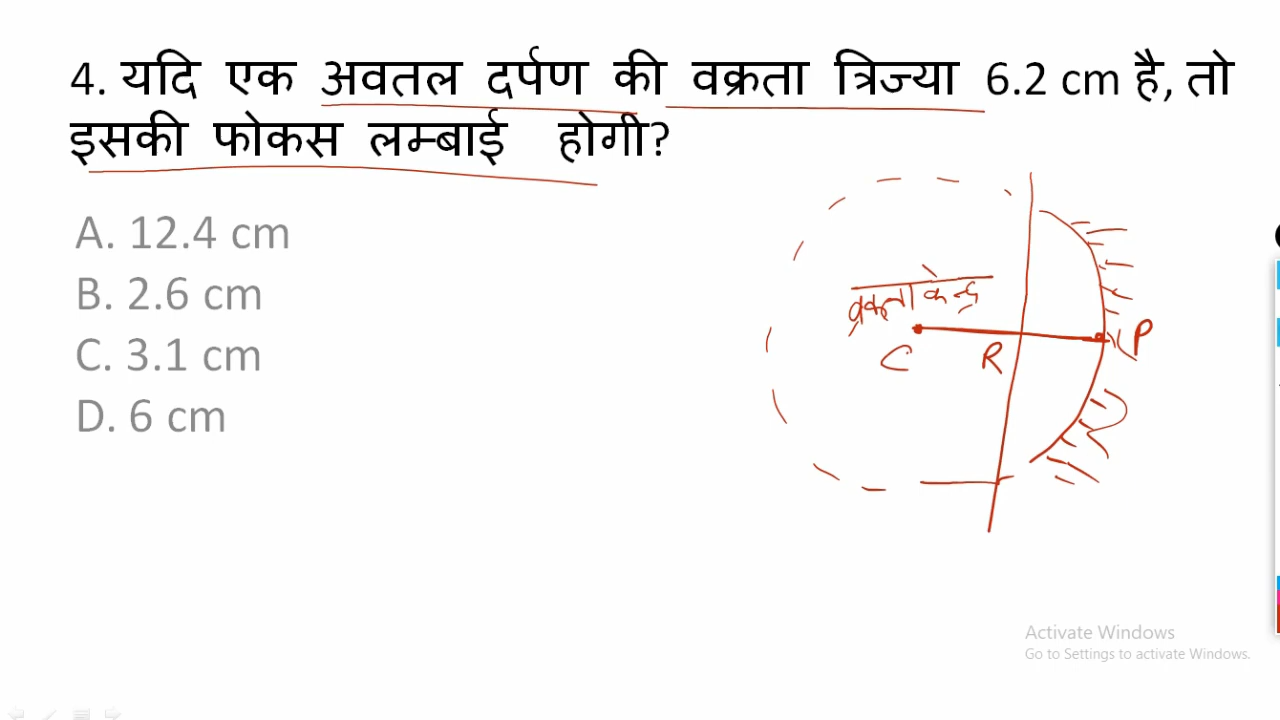 4. यदि एक अवतल दर्पण की वक्रता त्रिज्या 6.2 cm है, तो
इसकी फोकस लम्बाई होगी?
A. 12.4 cm
B. 2.6 cm
C. 3.1 cm
D. 6 cm
वक्रता केन्द्र
C R P
Activate Windows
Go to Settings to activate Windows.